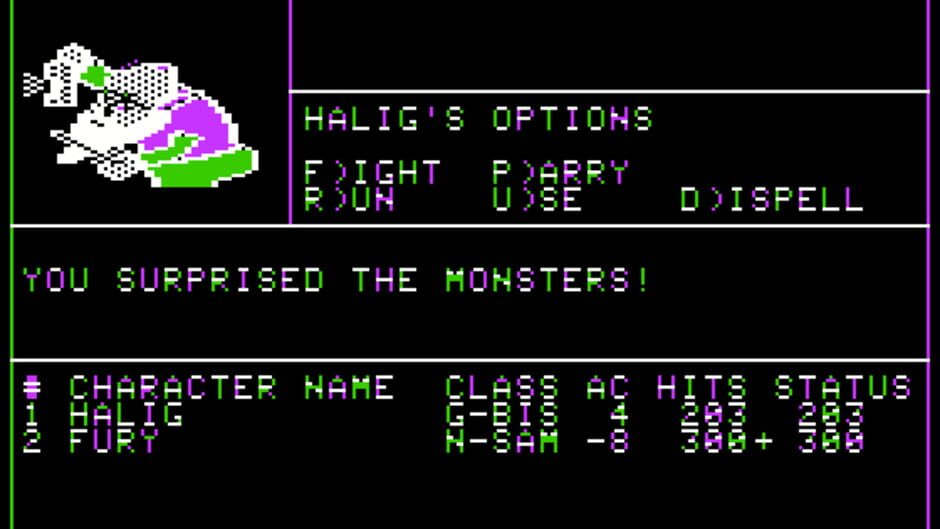 HALIG'S OPTIONS
F)IGHT P)ARRY
R)UN U)SE D)ISPELL
YOU SURPRISED THE MONSTERS!
# CHARACTER NAME CLASS AC HITS STATUS
1 HALIG G-BIS 4 203 203
2 FURY N-SAM -8 300+ 300